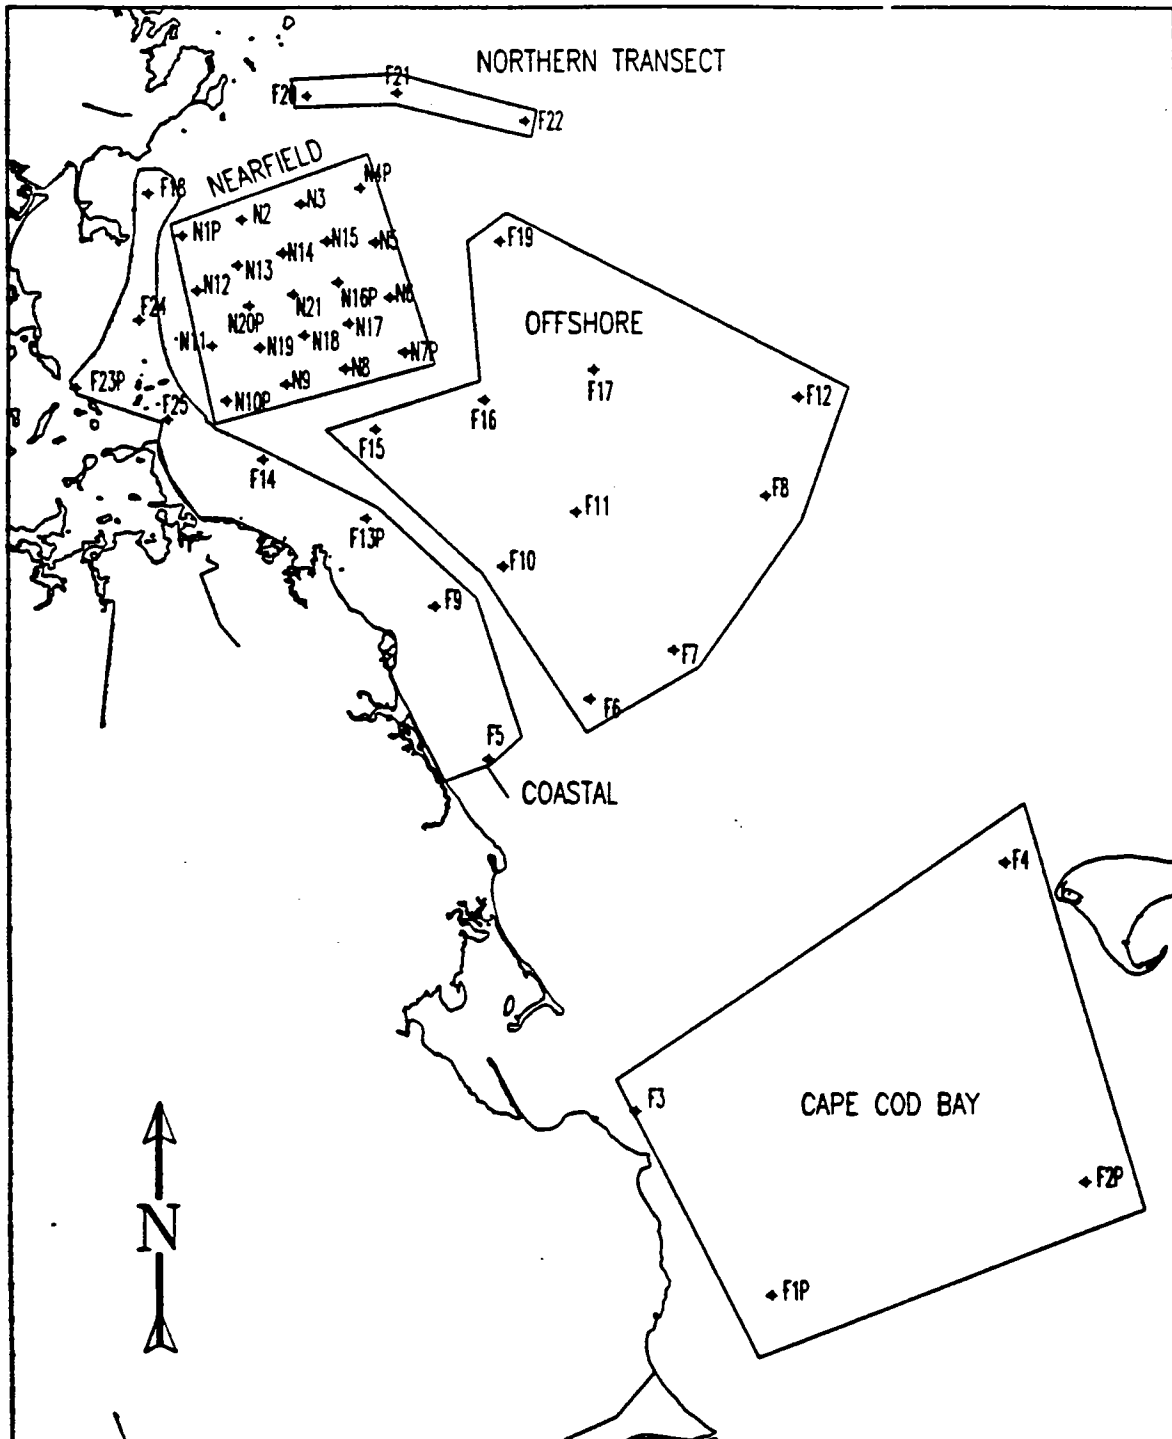 NORTHERN TRANSECT
F20
F21
F22
NEARFIELD
F18
N4P
N3
N2
N1P
N15
N5
N14
F19
N13
N12
N16P
N6
N21
F24
N20P
OFFSHORE
N17
N11
N19
N18
N7P
N8
F17
F23P
N9
N10P
F12
F25
F16
F15
F14
F8
F11
F13P
F10
F9
F7
F6
F5
COASTAL
F4
F3
CAPE COD BAY
F2P
N
F1P